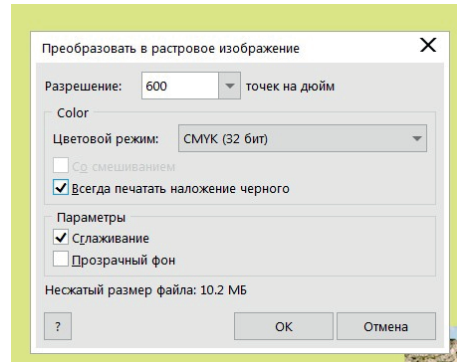 Преобразовать в растровое изображение
Разрешение: 600 точек на дюйм
Color
Цветовой режим: CMYK (32 бит)
Со смешиванием
Всегда печатать наложение черного
Параметры
Сглаживание
Прозрачный фон
Несжатый размер файла: 10.2 МБ
? ОК Отмена